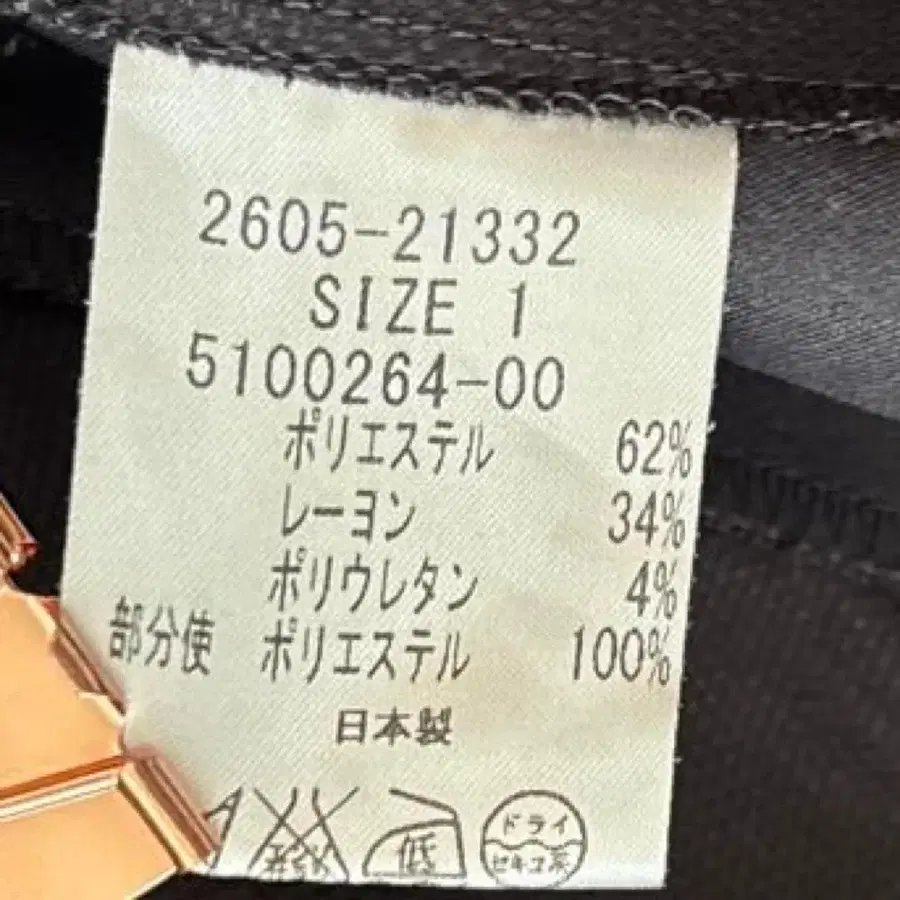 2605-21332
SIZE 1
5100264-00
ポリエステル 62%
レーヨン 34%
ポリウレタン 4%
部分使 ポリエステル 100%
日本製
低
ドライ
セキユ系